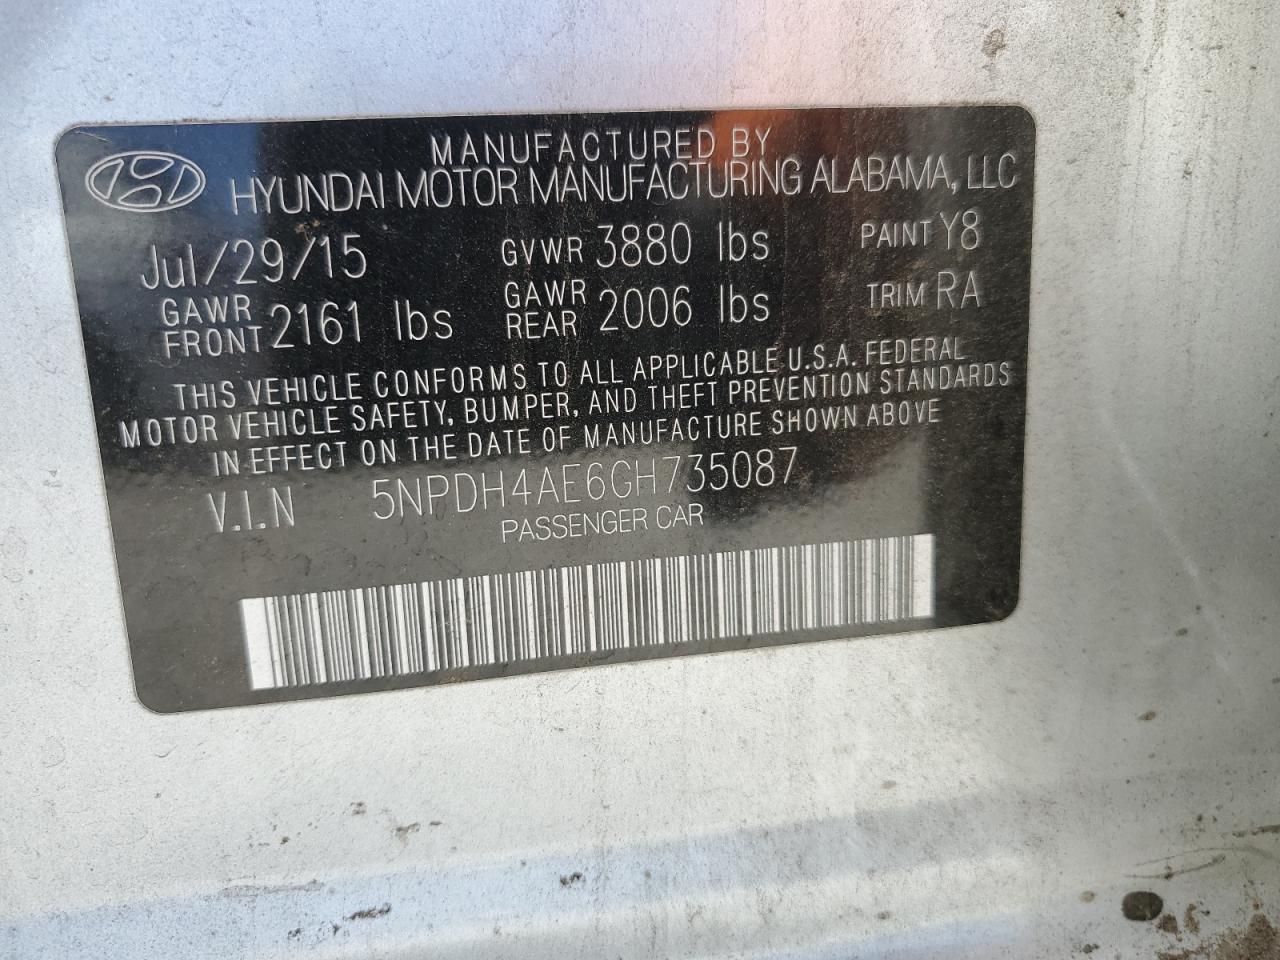 MANUFACTURED BY
HYUNDAI MOTOR MANUFACTURING ALABAMA, LLC
Jul/29/15 GVWR 3880 lbs PAINT Y8
GAWR FRONT 2161 lbs GAWR REAR 2006 lbs TRIM RA
THIS VEHICLE CONFORMS TO ALL APPLICABLE U.S.A. FEDERAL
MOTOR VEHICLE SAFETY, BUMPER, AND THEFT PREVENTION STANDARDS
IN EFFECT ON THE DATE OF MANUFACTURE SHOWN ABOVE
V.I.N 5NPDH4AE6GH735087
PASSENGER CAR